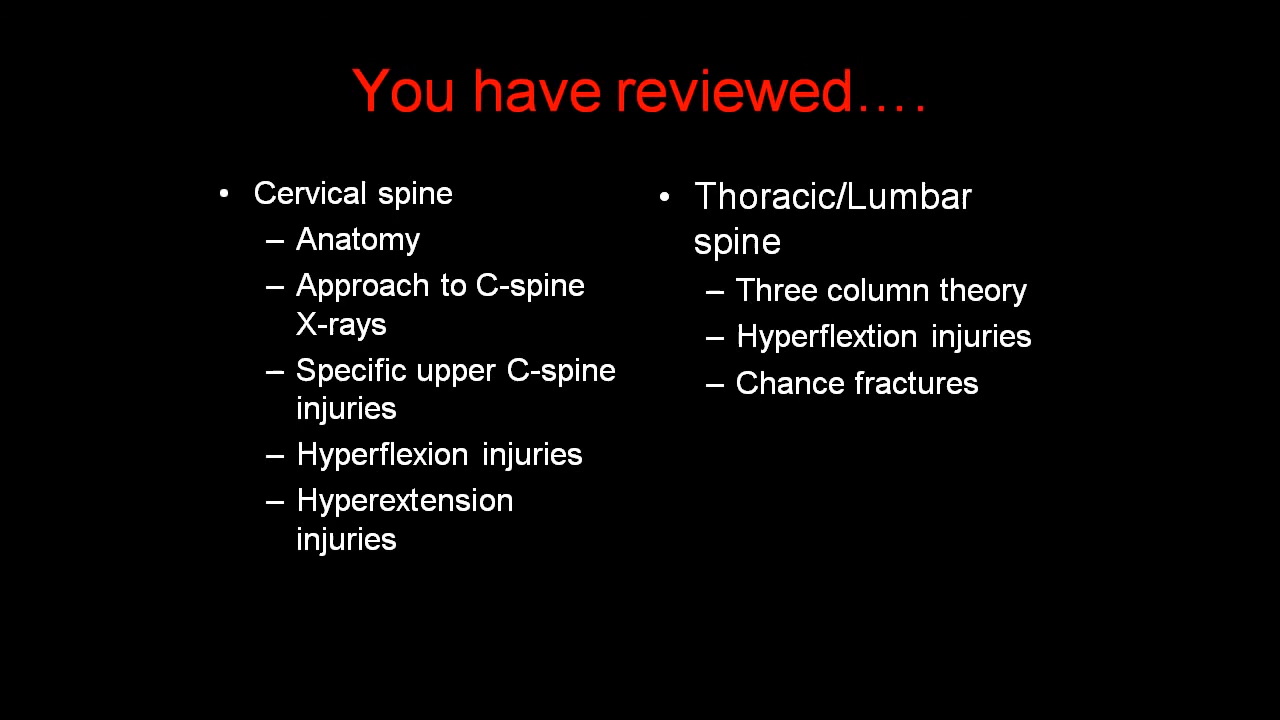 You have reviewed….
• Cervical spine
– Anatomy
– Approach to C-spine
X-rays
– Specific upper C-spine
injuries
– Hyperflexion injuries
– Hyperextension
injuries
• Thoracic/Lumbar
spine
– Three column theory
– Hyperflextion injuries
– Chance fractures